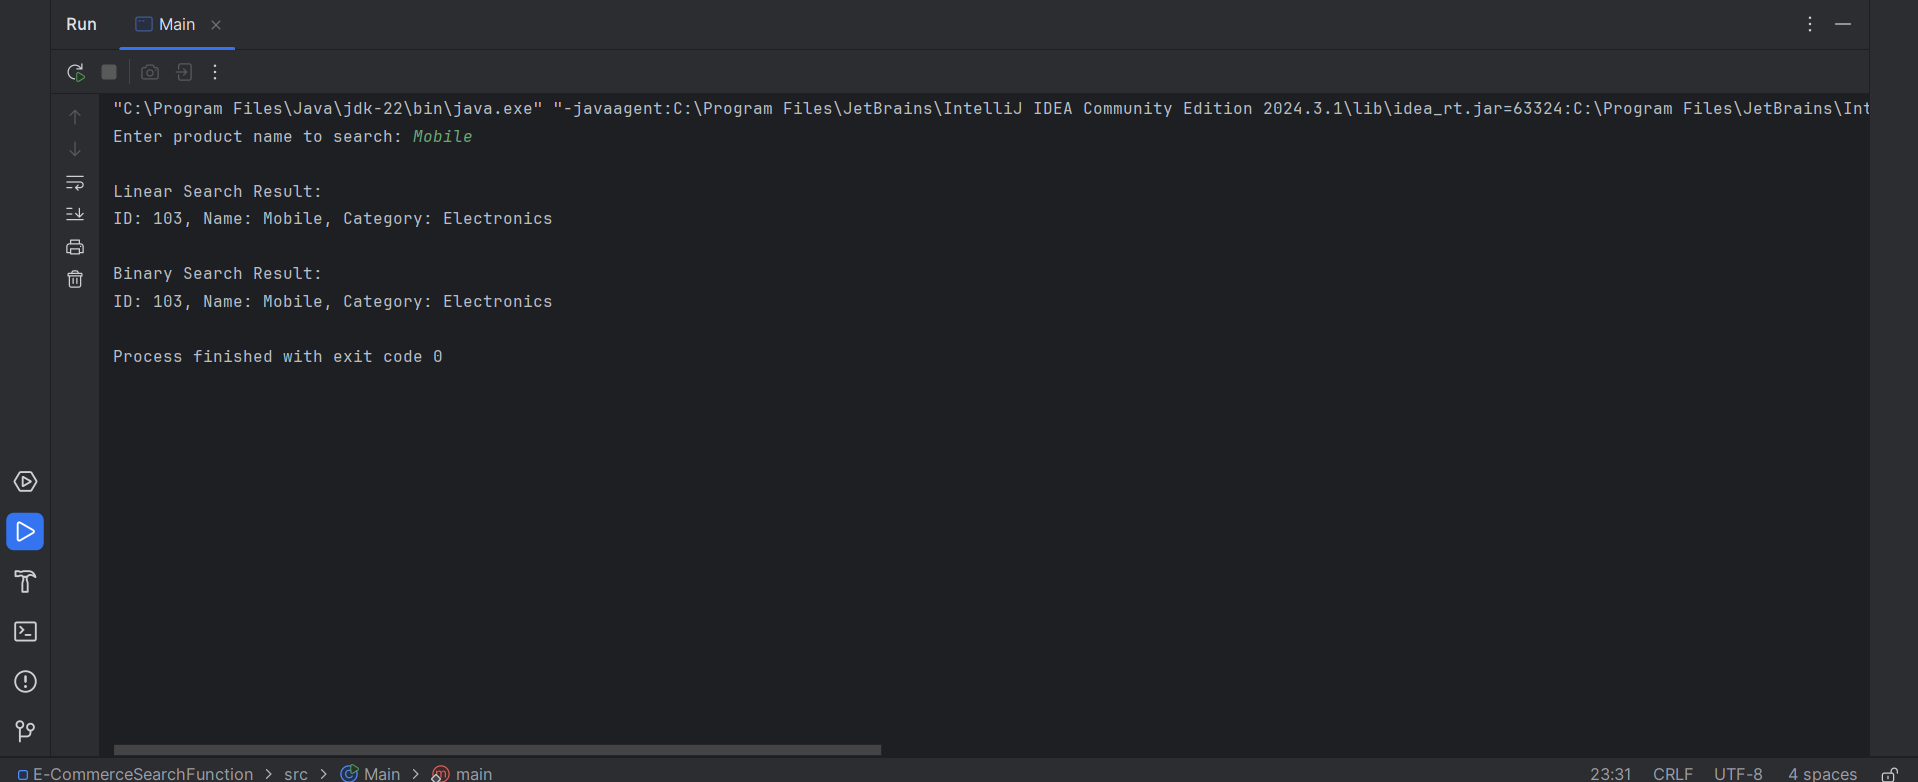 Run Main
"C:\Program Files\Java\jdk-22\bin\java.exe" "-javaagent:C:\Program Files\JetBrains\IntelliJ IDEA Community Edition 2024.3.1\lib\idea_rt.jar=63324:C:\Program Files\JetBrains\Int
Enter product name to search: Mobile
Linear Search Result:
ID: 103, Name: Mobile, Category: Electronics
Binary Search Result:
ID: 103, Name: Mobile, Category: Electronics
Process finished with exit code 0
E-CommerceSearchFunction > src > Main > main 23:31 CRLF UTF-8 4 spaces